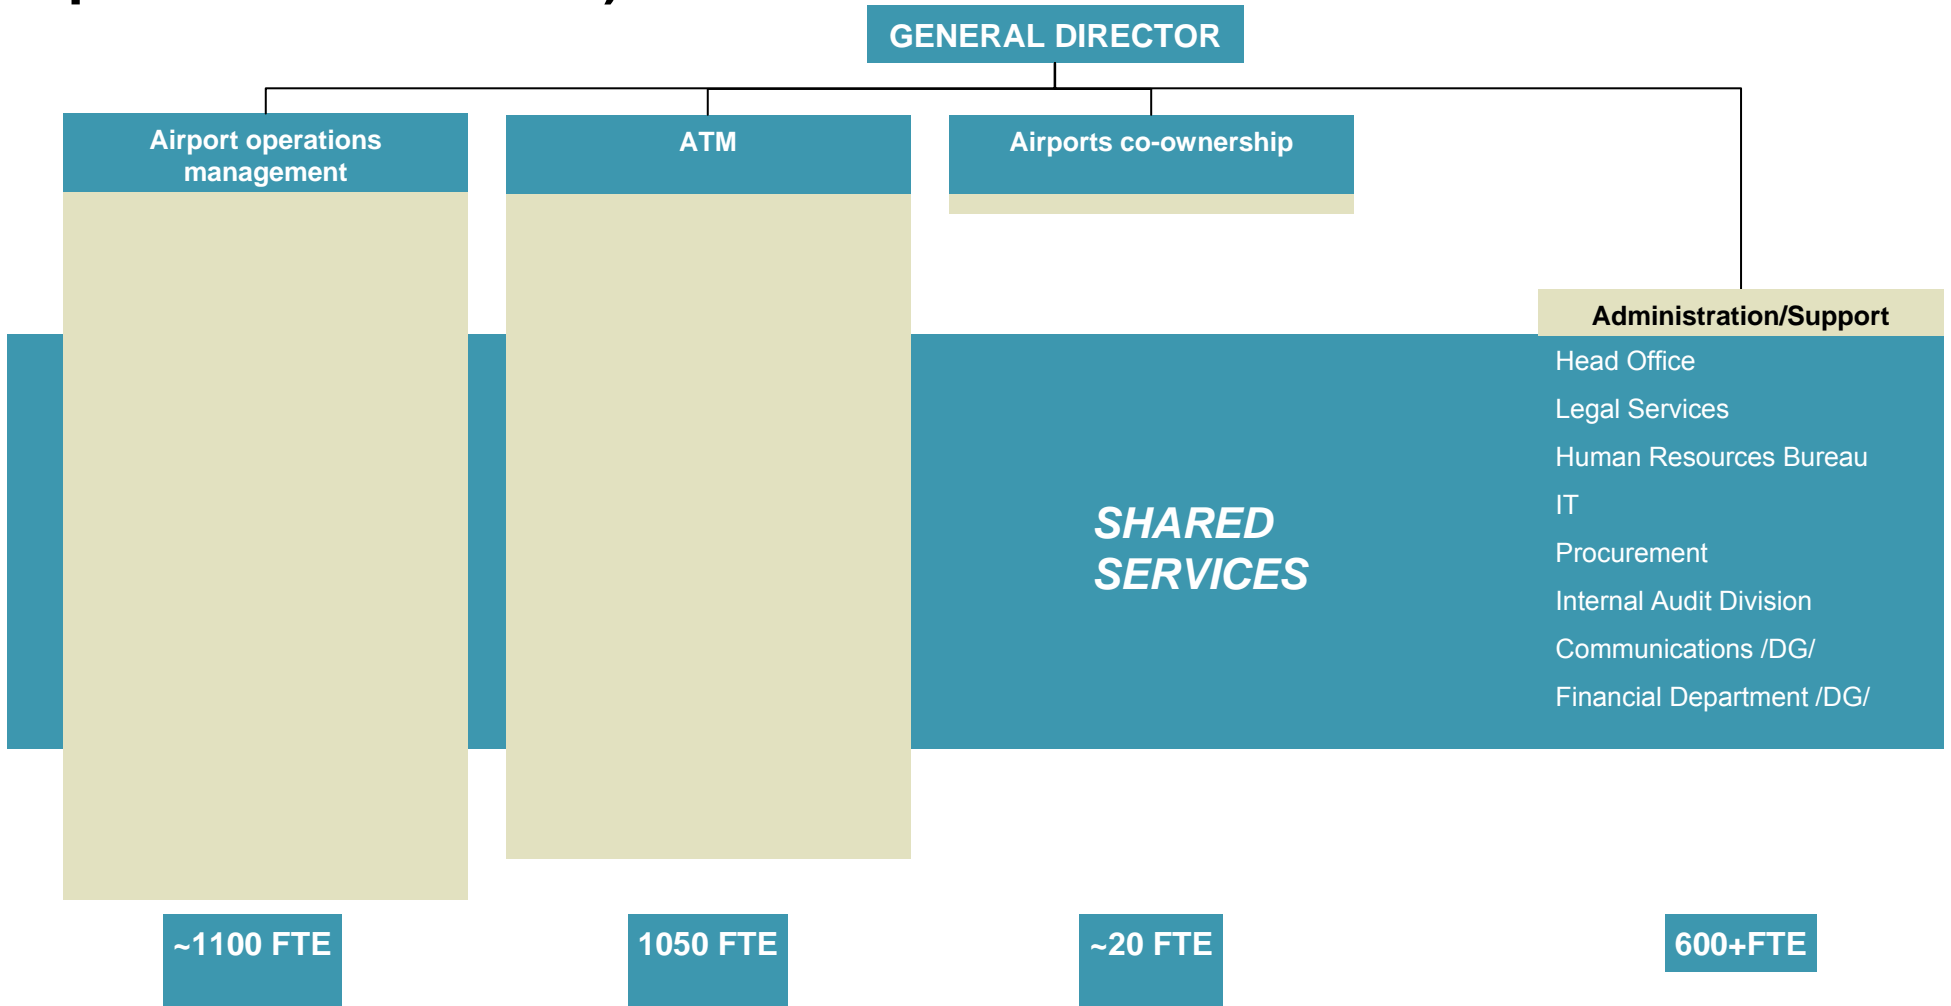 GENERAL DIRECTOR
Airport operations
management
ATM
Airports co-ownership
Administration/Support
Head Office
Legal Services
Human Resources Bureau
IT
Procurement
Internal Audit Division
Communications /DG/
Financial Department /DG/
SHARED
SERVICES
~1100 FTE
1050 FTE
~20 FTE
600+FTE